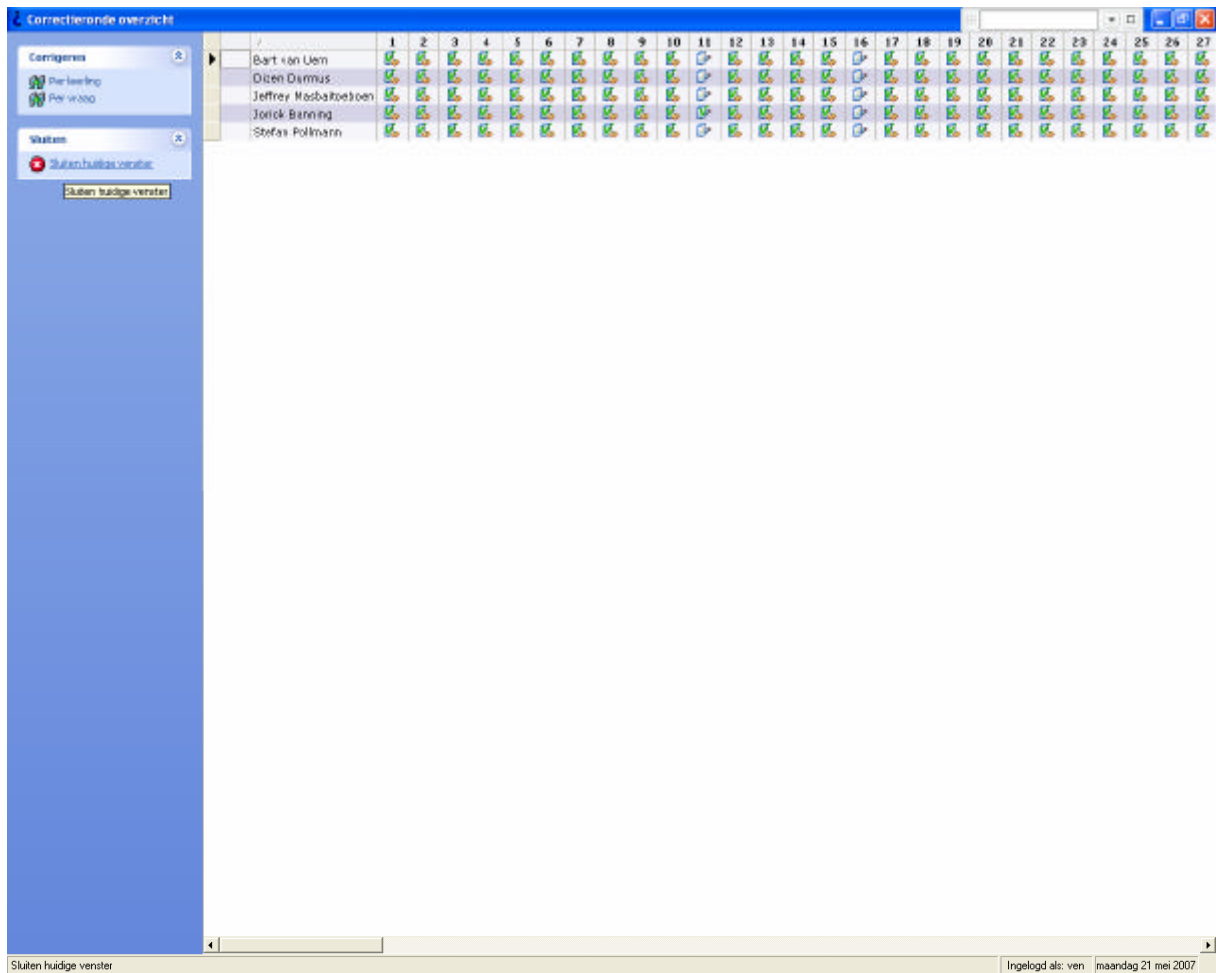 Correctieronde overzicht
Corrigeren
Per leerling
Per vraag
Sluiten
Sluiten huidige venster
Sluiten huidige venster
1 2 3 4 5 6 7 8 9 10 11 12 13 14 15 16 17 18 19 20 21 22 23 24 25 26 27
Bart van Uem
Dizen Durmus
Jeffrey
Jorick Banning
Stefan Pollmann
Sluiten huidige venster
Ingelogd als: ven
maandag 21 mei 2007